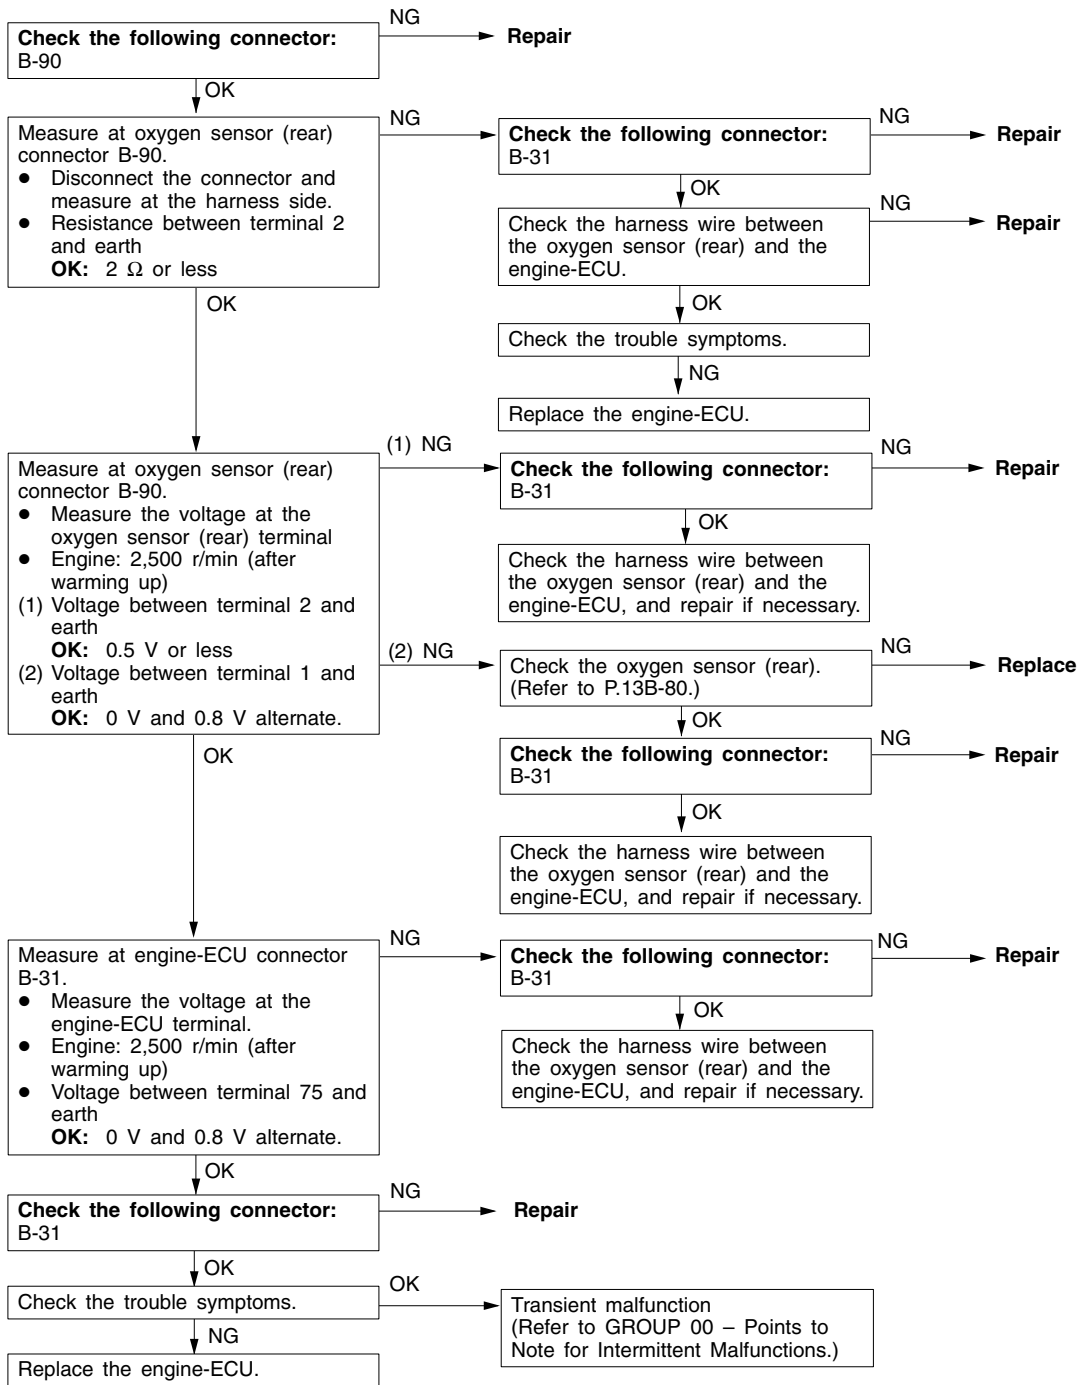 Check the following connector:
B-90
NG
Repair
OK
Measure at oxygen sensor (rear)
connector B-90.
● Disconnect the connector and
measure at the harness side.
● Resistance between terminal 2
and earth
OK: 2 Ω or less
NG
Check the following connector:
B-31
NG
Repair
OK
Check the harness wire between
the oxygen sensor (rear) and the
engine-ECU.
NG
Repair
OK
Check the trouble symptoms.
NG
Replace the engine-ECU.
OK
Measure at oxygen sensor (rear)
connector B-90.
● Measure the voltage at the
oxygen sensor (rear) terminal
● Engine: 2,500 r/min (after
warming up)
(1) Voltage between terminal 2 and
earth
OK: 0.5 V or less
(2) Voltage between terminal 1 and
earth
OK: 0 V and 0.8 V alternate.
(1) NG
Check the following connector:
B-31
NG
Repair
OK
Check the harness wire between
the oxygen sensor (rear) and the
engine-ECU, and repair if necessary.
(2) NG
Check the oxygen sensor (rear).
(Refer to P.13B-80.)
NG
Replace
OK
Check the following connector:
B-31
NG
Repair
OK
Check the harness wire between
the oxygen sensor (rear) and the
engine-ECU, and repair if necessary.
OK
Measure at engine-ECU connector
B-31.
● Measure the voltage at the
engine-ECU terminal.
● Engine: 2,500 r/min (after
warming up)
● Voltage between terminal 75 and
earth
OK: 0 V and 0.8 V alternate.
NG
Check the following connector:
B-31
NG
Repair
OK
Check the harness wire between
the oxygen sensor (rear) and the
engine-ECU, and repair if necessary.
OK
Check the following connector:
B-31
NG
Repair
OK
Check the trouble symptoms.
OK
Transient malfunction
(Refer to GROUP 00 – Points to
Note for Intermittent Malfunctions.)
NG
Replace the engine-ECU.